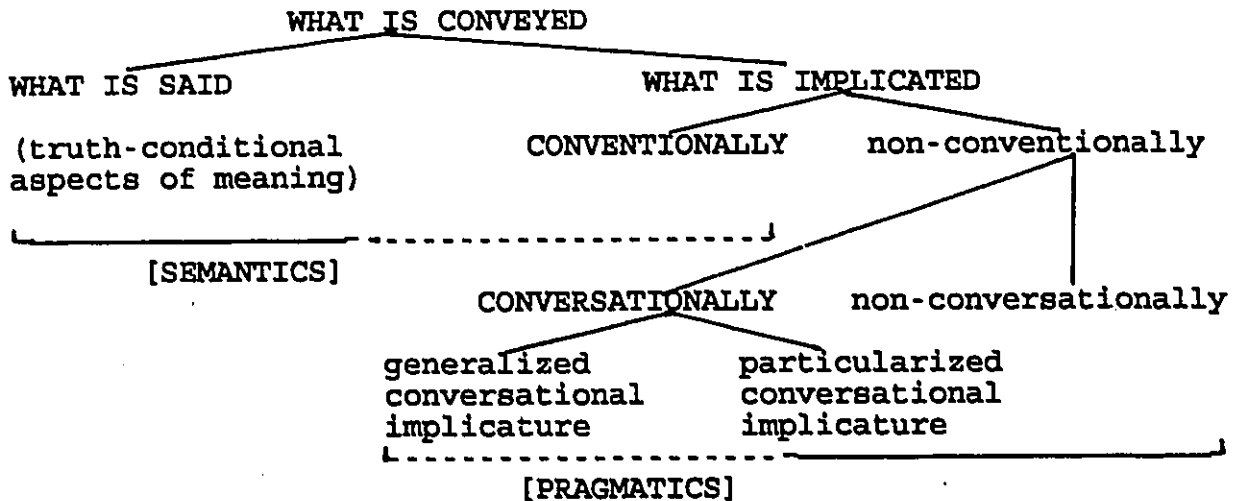 WHAT IS CONVEYED
WHAT IS SAID WHAT IS IMPLICATED
(truth-conditional CONVENTIONALLY non-conventionally
aspects of meaning)
[SEMANTICS]
CONVERSATIONALLY non-conversationally
generalized particularized
conversational conversational
implicature implicature
[PRAGMATICS]